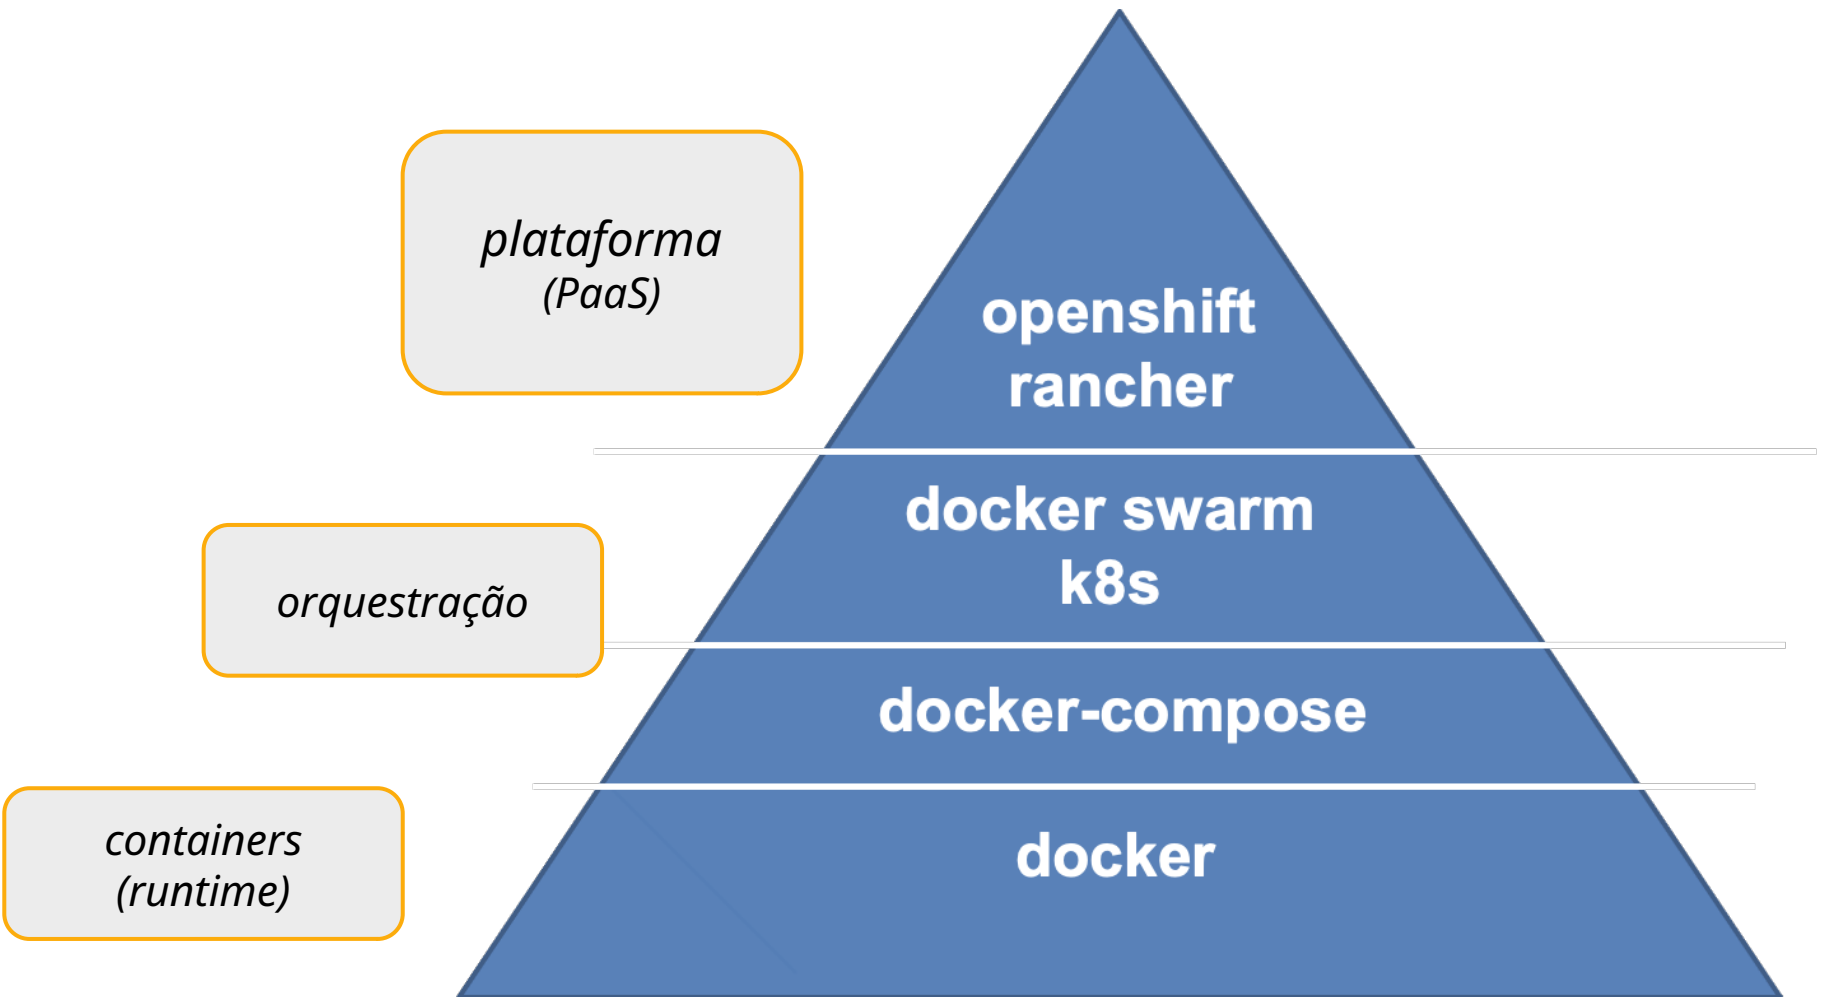 plataforma
(PaaS)
openshift
rancher
docker swarm
k8s
orquestração
docker-compose
containers
(runtime)
docker